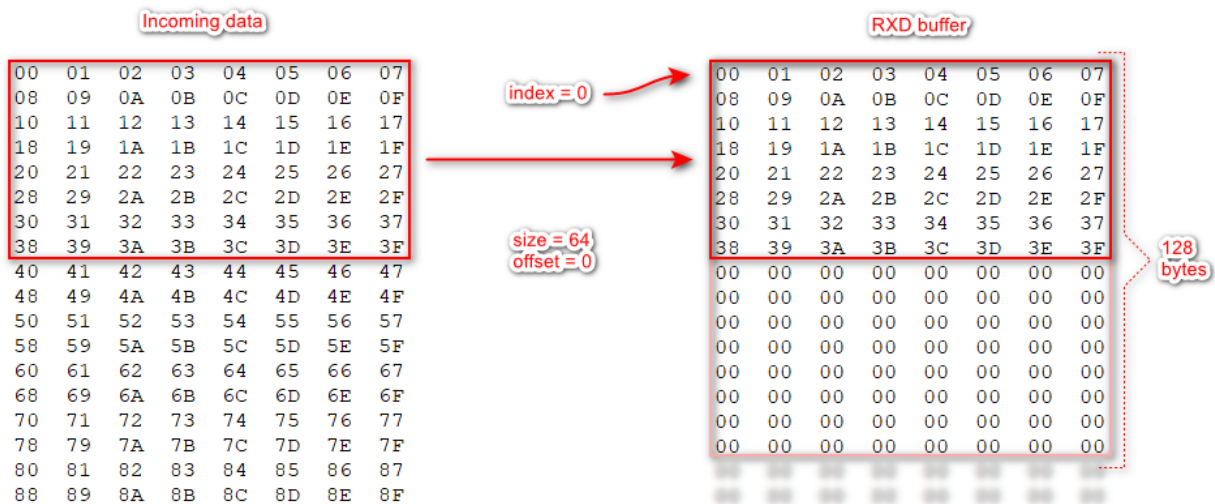 Incoming data
RXD buffer
00 01 02 03 04 05 06 07
08 09 0A 0B 0C 0D 0E 0F
10 11 12 13 14 15 16 17
18 19 1A 1B 1C 1D 1E 1F
20 21 22 23 24 25 26 27
28 29 2A 2B 2C 2D 2E 2F
30 31 32 33 34 35 36 37
38 39 3A 3B 3C 3D 3E 3F
40 41 42 43 44 45 46 47
48 49 4A 4B 4C 4D 4E 4F
50 51 52 53 54 55 56 57
58 59 5A 5B 5C 5D 5E 5F
60 61 62 63 64 65 66 67
68 69 6A 6B 6C 6D 6E 6F
70 71 72 73 74 75 76 77
78 79 7A 7B 7C 7D 7E 7F
80 81 82 83 84 85 86 87
88 89 8A 8B 8C 8D 8E 8F
index = 0
size = 64
offset = 0
00 01 02 03 04 05 06 07
08 09 0A 0B 0C 0D 0E 0F
10 11 12 13 14 15 16 17
18 19 1A 1B 1C 1D 1E 1F
20 21 22 23 24 25 26 27
28 29 2A 2B 2C 2D 2E 2F
30 31 32 33 34 35 36 37
38 39 3A 3B 3C 3D 3E 3F
00 00 00 00 00 00 00 00
00 00 00 00 00 00 00 00
00 00 00 00 00 00 00 00
00 00 00 00 00 00 00 00
00 00 00 00 00 00 00 00
00 00 00 00 00 00 00 00
00 00 00 00 00 00 00 00
00 00 00 00 00 00 00 00
128
bytes